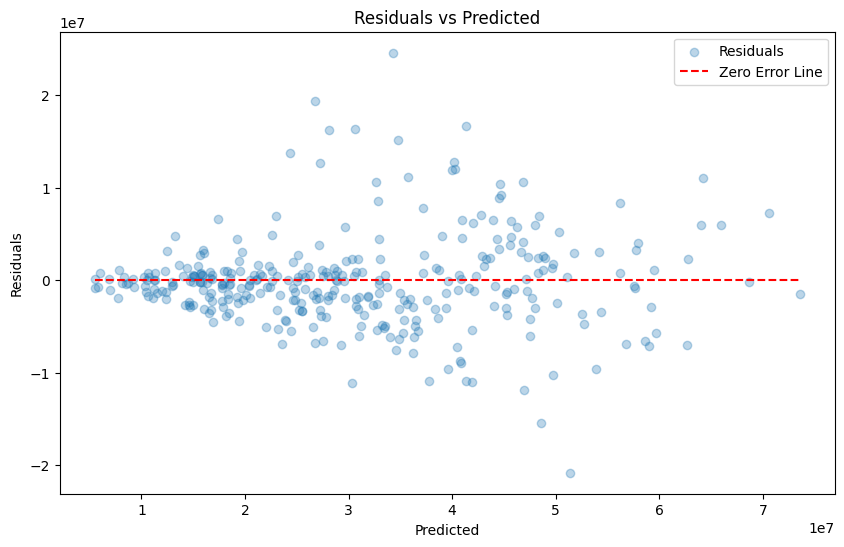 Residuals vs Predicted
1e7
Residuals
Zero Error Line
2
1
0
−1
−2
Residuals
1 2 3 4 5 6 7
1e7
Predicted